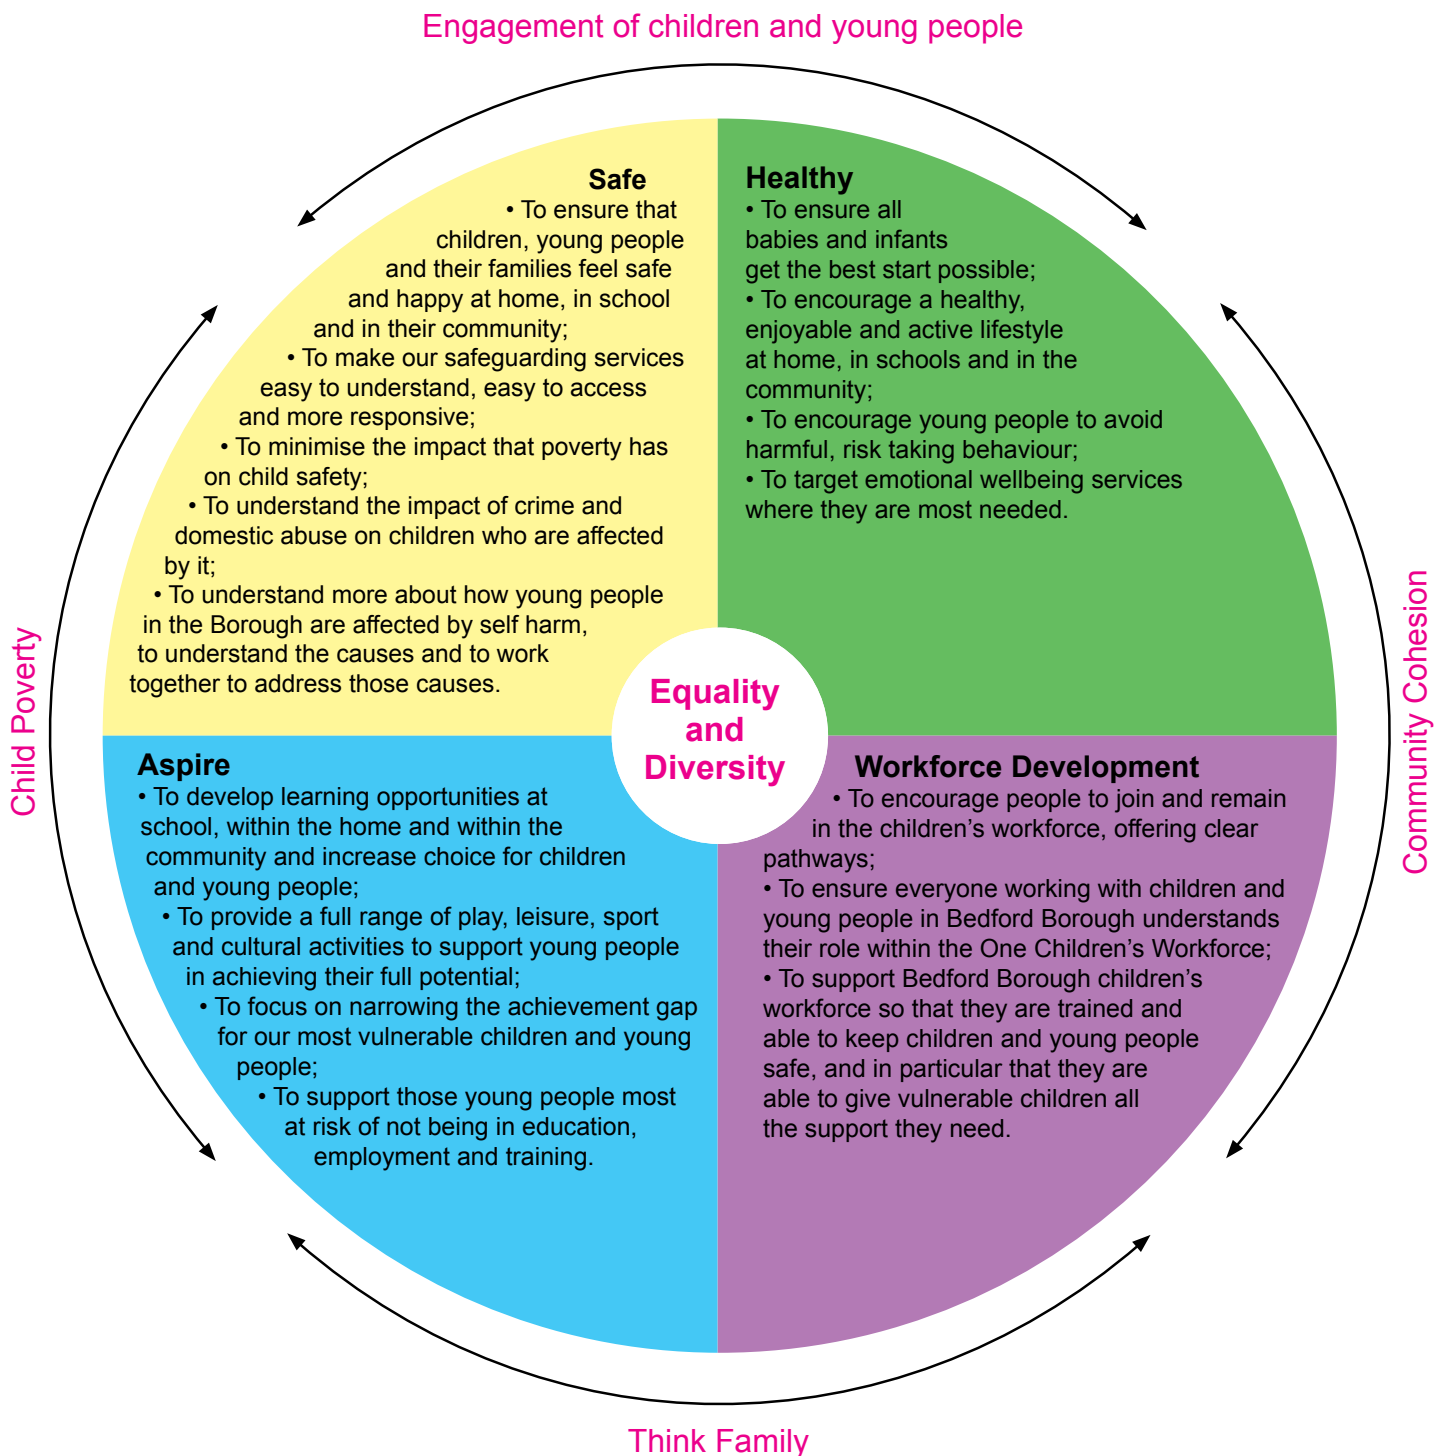 Engagement of children and young people
Safe
• To ensure that
children, young people
and their families feel safe
and happy at home, in school
and in their community;
• To make our safeguarding services
easy to understand, easy to access
and more responsive;
• To minimise the impact that poverty has
on child safety;
• To understand the impact of crime and
domestic abuse on children who are affected
by it;
• To understand more about how young people
in the Borough are affected by self harm,
to understand the causes and to work
together to address those causes.
Healthy
• To ensure all
babies and infants
get the best start possible;
• To encourage a healthy,
enjoyable and active lifestyle
at home, in schools and in the
community;
• To encourage young people to avoid
harmful, risk taking behaviour;
• To target emotional wellbeing services
where they are most needed.
Child Poverty
Equality
and
Diversity
Community Cohesion
Aspire
• To develop learning opportunities at
school, within the home and within the
community and increase choice for children
and young people;
• To provide a full range of play, leisure, sport
and cultural activities to support young people
in achieving their full potential;
• To focus on narrowing the achievement gap
for our most vulnerable children and young
people;
• To support those young people most
at risk of not being in education,
employment and training.
Workforce Development
• To encourage people to join and remain
in the children’s workforce, offering clear
pathways;
• To ensure everyone working with children and
young people in Bedford Borough understands
their role within the One Children’s Workforce;
• To support Bedford Borough children’s
workforce so that they are trained and
able to keep children and young people
safe, and in particular that they are
able to give vulnerable children all
the support they need.
Think Family